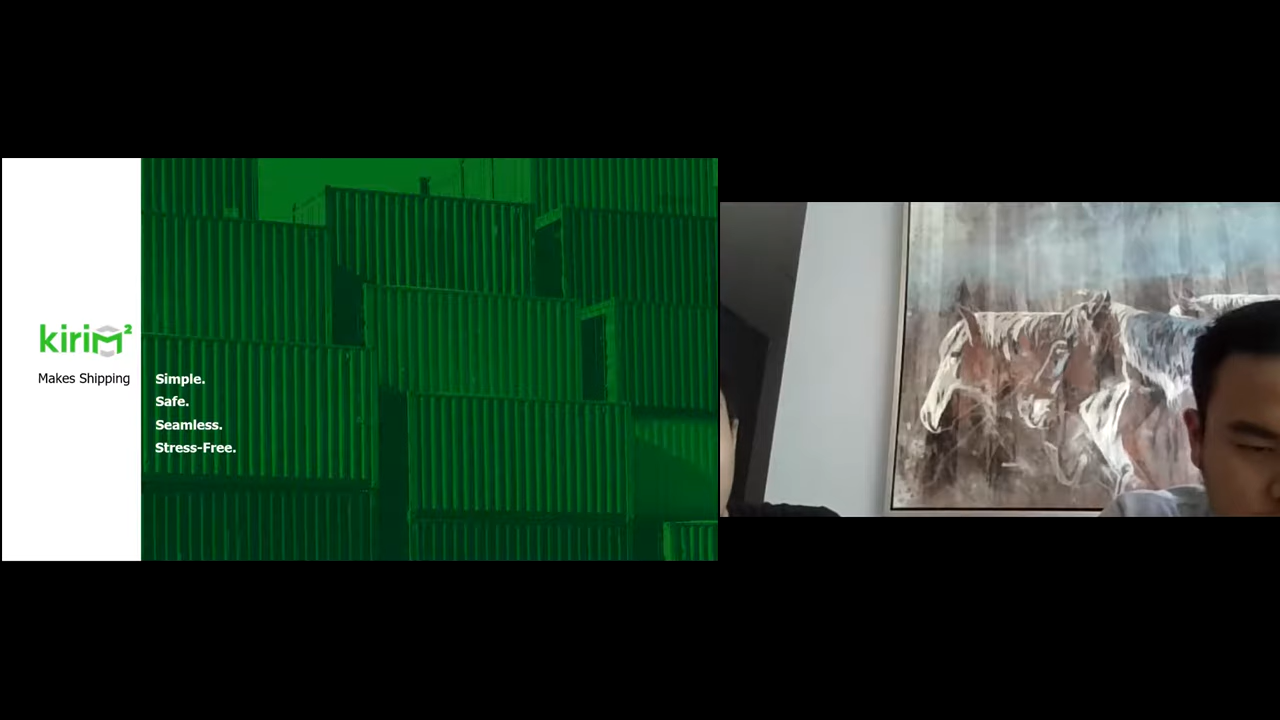 kirim²
Makes Shipping
Simple.
Safe.
Seamless.
Stress-Free.